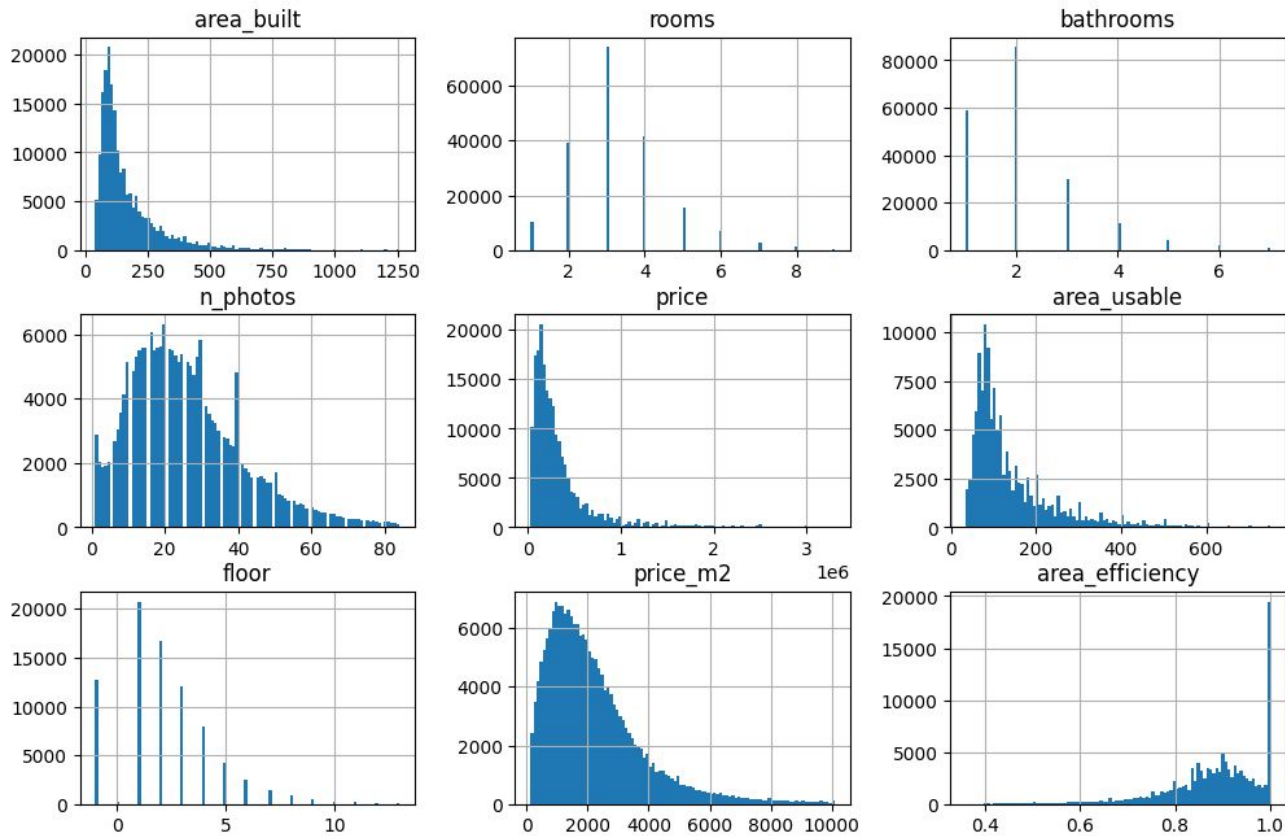 area_built
20000
15000
10000
5000
0
0 250 500 750 1000 1250
rooms
60000
40000
20000
0
2 4 6 8
bathrooms
80000
60000
40000
20000
0
2 4 6
n_photos
6000
4000
2000
0
0 20 40 60 80
price
20000
15000
10000
5000
0
0 1 2 3
1e6
area_usable
10000
7500
5000
2500
0
0 200 400 600
floor
20000
15000
10000
5000
0
0 5 10
price_m2
6000
4000
2000
0
0 2000 4000 6000 8000 10000
area_efficiency
20000
15000
10000
5000
0
0.4 0.6 0.8 1.0